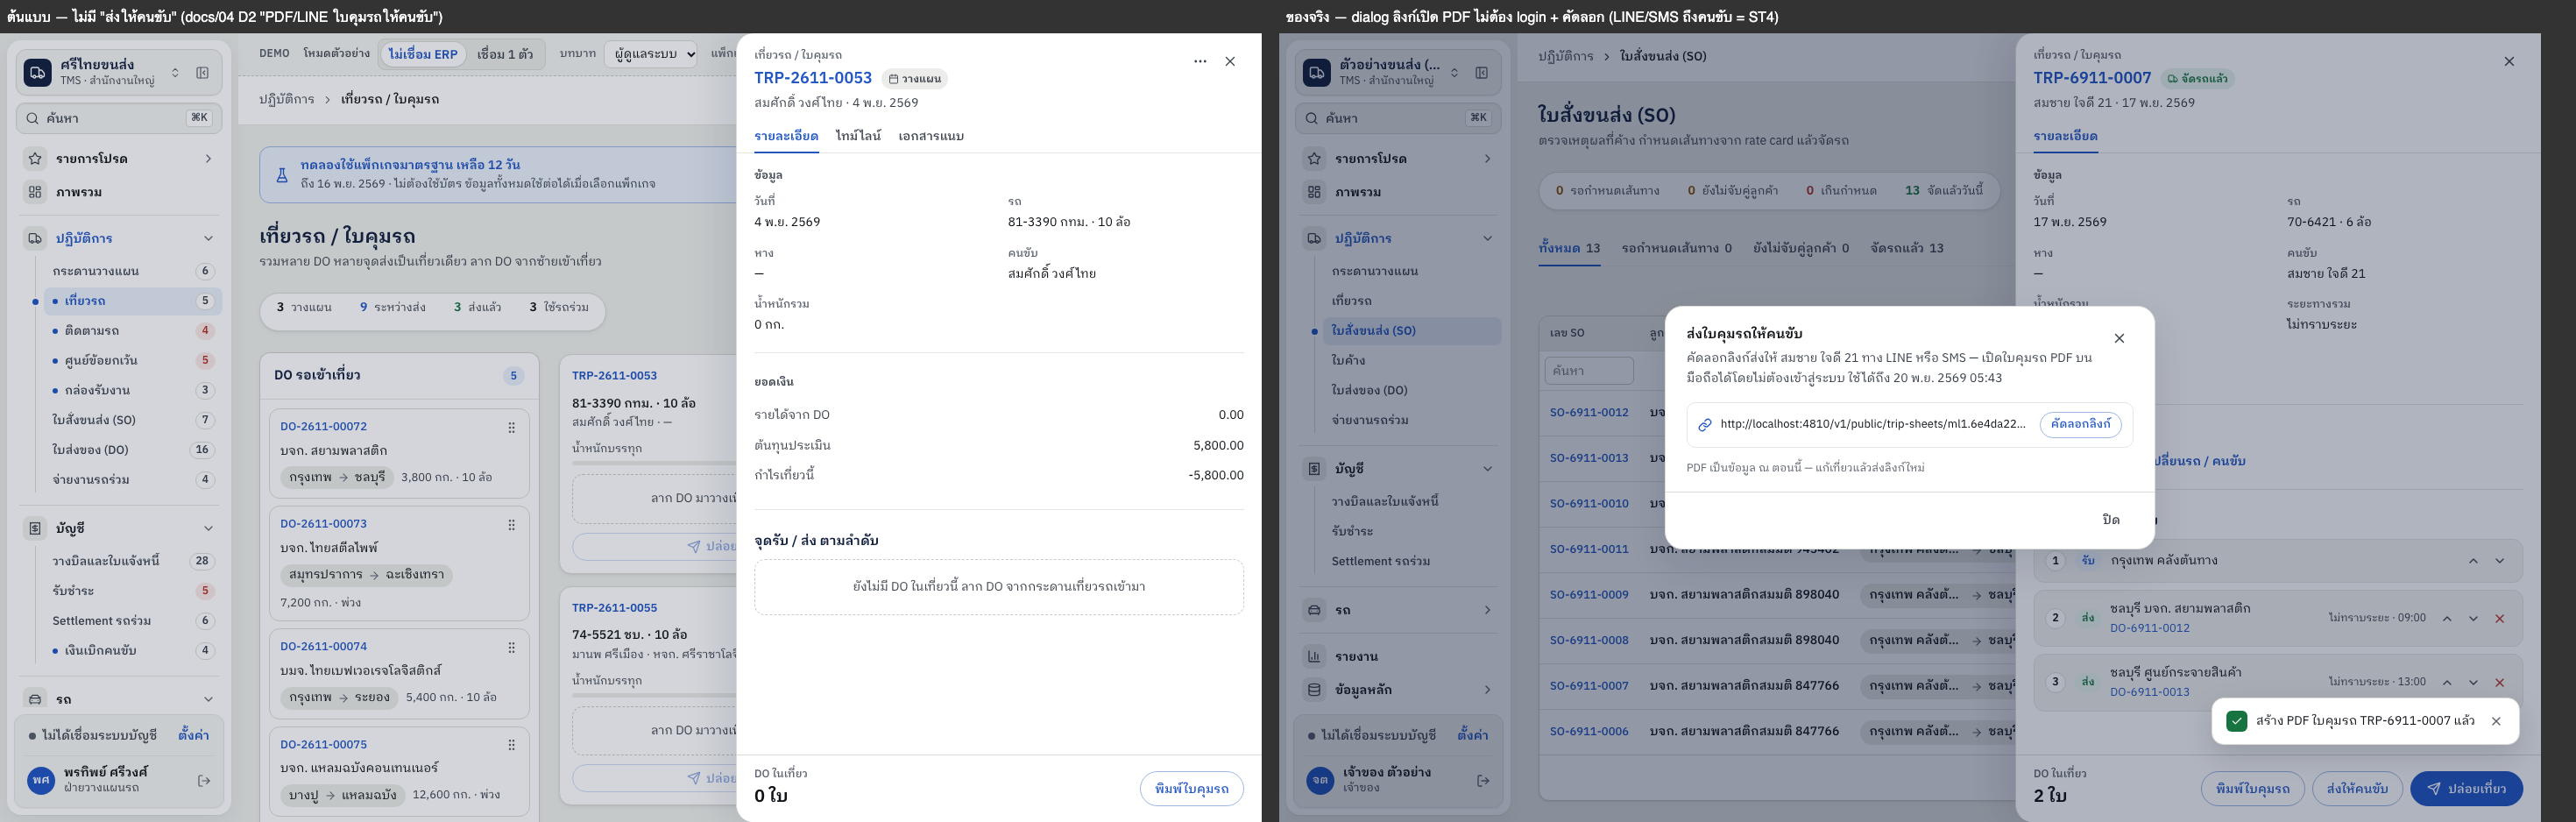 ต้นแบบ — ไม่มี "ส่งให้คนขับ" (docs/04 D2 "PDF/LINE ใบคุมรถให้คนขับ")
ศรีไทยขนส่ง
TMS · สำนักงานใหญ่
ค้นหา ⌘K
รายการโปรด
ภาพรวม
ปฏิบัติการ
กระดานวางแผน 6
เที่ยวรถ 5
ติดตามรถ 4
ศูนย์ข้อยกเว้น 5
กล่องรับงาน 3
ใบสั่งขนส่ง (SO) 7
ใบส่งของ (DO) 16
จ่ายงานรถร่วม 4
บัญชี
วางบิลและใบแจ้งหนี้ 28
รับชำระ 5
Settlement รถร่วม 6
เงินเบิกคนขับ 4
รถ
ไม่ได้เชื่อมระบบบัญชี ตั้งค่า
พศ พรทิพย์ ศรีวงศ์
ฝ่ายวางแผนรถ
DEMO โหมดตัวอย่าง ไม่เชื่อม ERP เชื่อม 1 ตัว บทบาท ผู้ดูแลระบบ
ปฏิบัติการ › เที่ยวรถ / ใบคุมรถ
ทดลองใช้แพ็กเกจมาตรฐาน เหลือ 12 วัน
ถึง 16 พ.ย. 2569 · ไม่ต้องใช้บัตร ข้อมูลทั้งหมดใช้ต่อได้เมื่อเลือกแพ็กเกจ
เที่ยวรถ / ใบคุมรถ
รวมหลาย DO หลายจุดส่งเป็นเที่ยวเดียว ลาก DO จากซ้ายเข้าเที่ยว
3 วางแผน 9 ระหว่างส่ง 3 ส่งแล้ว 3 ใช้รถร่วม
DO รอเข้าเที่ยว 5
DO-2611-00072
บจก. สยามพลาสติก
กรุงเทพ → ชลบุรี 3,800 กก. · 10 ล้อ
DO-2611-00073
บจก. ไทยสตีลไพพ์
สมุทรปราการ → ฉะเชิงเทรา
7,200 กก. · พ่วง
DO-2611-00074
บมจ. ไทยเบฟเวอเรจโลจิสติกส์
กรุงเทพ → ระยอง 5,400 กก. · 10 ล้อ
DO-2611-00075
บจก. แหลมฉบังคอนเทนเนอร์
บางปู → แหลมฉบัง 12,600 กก. · พ่วง
TRP-2611-0053
81-3390 กทม. · 10 ล้อ
สมศักดิ์ วงศ์ไทย · —
น้ำหนักบรรทุก
ลาก DO มาวาง
ปล่อย
TRP-2611-0055
74-5521 ชบ. · 10 ล้อ
มานพ ศรีเมือง · หจก. ศรีราชา
น้ำหนักบรรทุก
ลาก DO มาวาง
ปล่อย
เที่ยวรถ / ใบคุมรถ
TRP-2611-0053 วางแผน
สมศักดิ์ วงศ์ไทย · 4 พ.ย. 2569
รายละเอียด ไทม์ไลน์ เอกสารแนบ
ข้อมูล
วันที่ รถ
4 พ.ย. 2569 81-3390 กทม. · 10 ล้อ
หาง คนขับ
— สมศักดิ์ วงศ์ไทย
น้ำหนักรวม
0 กก.
ยอดเงิน
รายได้จาก DO 0.00
ต้นทุนประเมิน 5,800.00
กำไรเที่ยวนี้ -5,800.00
จุดรับ / ส่ง ตามลำดับ
ยังไม่มี DO ในเที่ยวนี้ ลาก DO จากกระดานเที่ยวรถเข้ามา
DO ในเที่ยว
0 ใบ
พิมพ์ใบคุมรถ
ของจริง — dialog ลิงก์เปิด PDF ไม่ต้อง login + คัดลอก (LINE/SMS ถึงคนขับ = ST4)
ตัวอย่างขนส่ง (...
TMS · สำนักงานใหญ่
ค้นหา ⌘K
รายการโปรด
ภาพรวม
ปฏิบัติการ
กระดานวางแผน
เที่ยวรถ
ใบสั่งขนส่ง (SO)
ใบค้าง
ใบส่งของ (DO)
จ่ายงานรถร่วม
บัญชี
วางบิลและใบแจ้งหนี้
รับชำระ
Settlement รถร่วม
รถ
รายงาน
ข้อมูลหลัก
ไม่ได้เชื่อมระบบบัญชี ตั้งค่า
จต เจ้าของ ตัวอย่าง
เจ้าของ
ปฏิบัติการ › ใบสั่งขนส่ง (SO)
ใบสั่งขนส่ง (SO)
ตรวจเหตุผลที่ค้าง กำหนดเส้นทางจาก rate card แล้วจัดรถ
0 รอกำหนดเส้นทาง 0 ยังไม่จับคู่ลูกค้า 0 เกินกำหนด 13 จัดแล้ววันนี้
ทั้งหมด 13 รอกำหนดเส้นทาง 0 ยังไม่จับคู่ลูกค้า 0 จัดรถแล้ว 13
เลข SO
ค้นหา
SO-6911-0012
SO-6911-0013
SO-6911-0010
SO-6911-0011 บจก. สยามพลาสติกสมมติ 945402
SO-6911-0009 บจก. สยามพลาสติกสมมติ 898040 กรุงเทพ คลังต้... →
SO-6911-0008 บจก. สยามพลาสติกสมมติ 898040 กรุงเทพ คลังต้... →
SO-6911-0007 บจก. สยามพลาสติกสมมติ 847766 กรุงเทพ คลังต้... →
SO-6911-0006 บจก. สยามพลาสติกสมมติ 847766 กรุงเทพ คลังต้... →
ส่งใบคุมรถให้คนขับ
คัดลอกลิงก์ส่งให้ สมชาย ใจดี 21 ทาง LINE หรือ SMS — เปิดใบคุมรถ PDF บน
มือถือได้โดยไม่ต้องเข้าสู่ระบบ ใช้ได้ถึง 20 พ.ย. 2569 05:43
http://localhost:4810/v1/public/trip-sheets/ml1.6e4da22... คัดลอกลิงก์
PDF เป็นข้อมูล ณ ตอนนี้ — แก้เที่ยวแล้วส่งลิงก์ใหม่
ปิด
เที่ยวรถ / ใบคุมรถ
TRP-6911-0007 จัดรถแล้ว
สมชาย ใจดี 21 · 17 พ.ย. 2569
รายละเอียด
ข้อมูล
วันที่ รถ
17 พ.ย. 2569 70-6421 · 6 ล้อ
หาง คนขับ
— สมชาย ใจดี 21
น้ำหนักรวม ระยะทางรวม
ไม่ทราบระยะ
ปลี่ยนรถ / คนขับ
1 รับ กรุงเทพ คลังต้นทาง
2 ส่ง ชลบุรี บจก. สยามพลาสติก
DO-6911-0012 ไม่ทราบระยะ · 09:00
3 ส่ง ชลบุรี ศูนย์กระจายสินค้า
DO-6911-0013 ไม่ทราบระยะ · 13:00
สร้าง PDF ใบคุมรถ TRP-6911-0007 แล้ว
DO ในเที่ยว
2 ใบ
พิมพ์ใบคุมรถ ส่งให้คนขับ ปล่อยเที่ยว